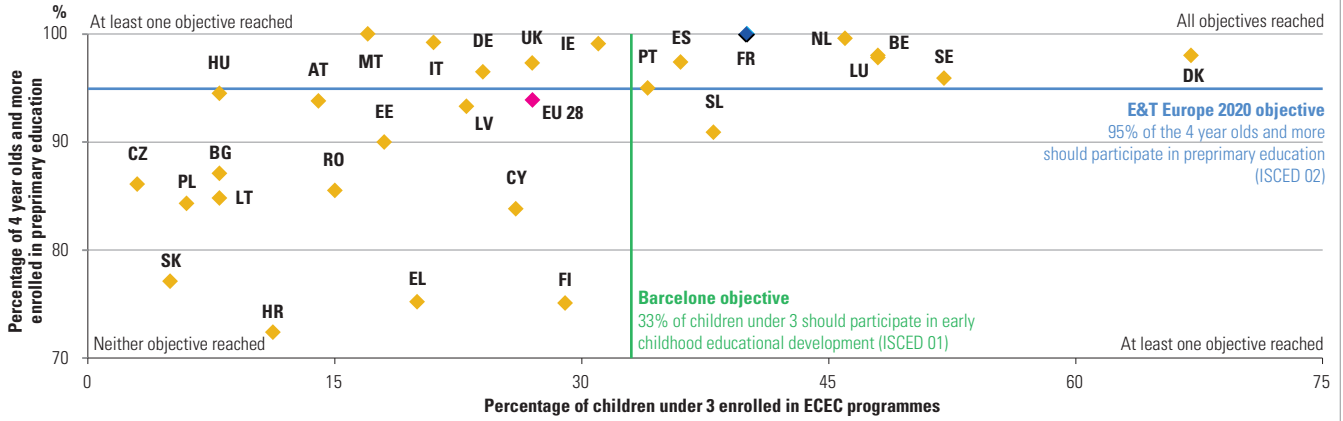 %
At least one objective reached
All objectives reached
Percentage of 4 year olds and more
enrolled in preprimary education
100
90
80
70
HU
AT
MT
IT
DE
UK
IE
PT
ES
FR
NL
BE
LU
SE
DK
EE
LV
EU 28
SL
CZ
PL
BG
LT
RO
CY
SK
HR
EL
FI
E&T Europe 2020 objective
95% of the 4 year olds and more
should participate in preprimary education
(ISCED 02)
Barcelone objective
33% of children under 3 should participate in early
childhood educational development (ISCED 01)
Neither objective reached
At least one objective reached
0
15
30
45
60
75
Percentage of children under 3 enrolled in ECEC programmes